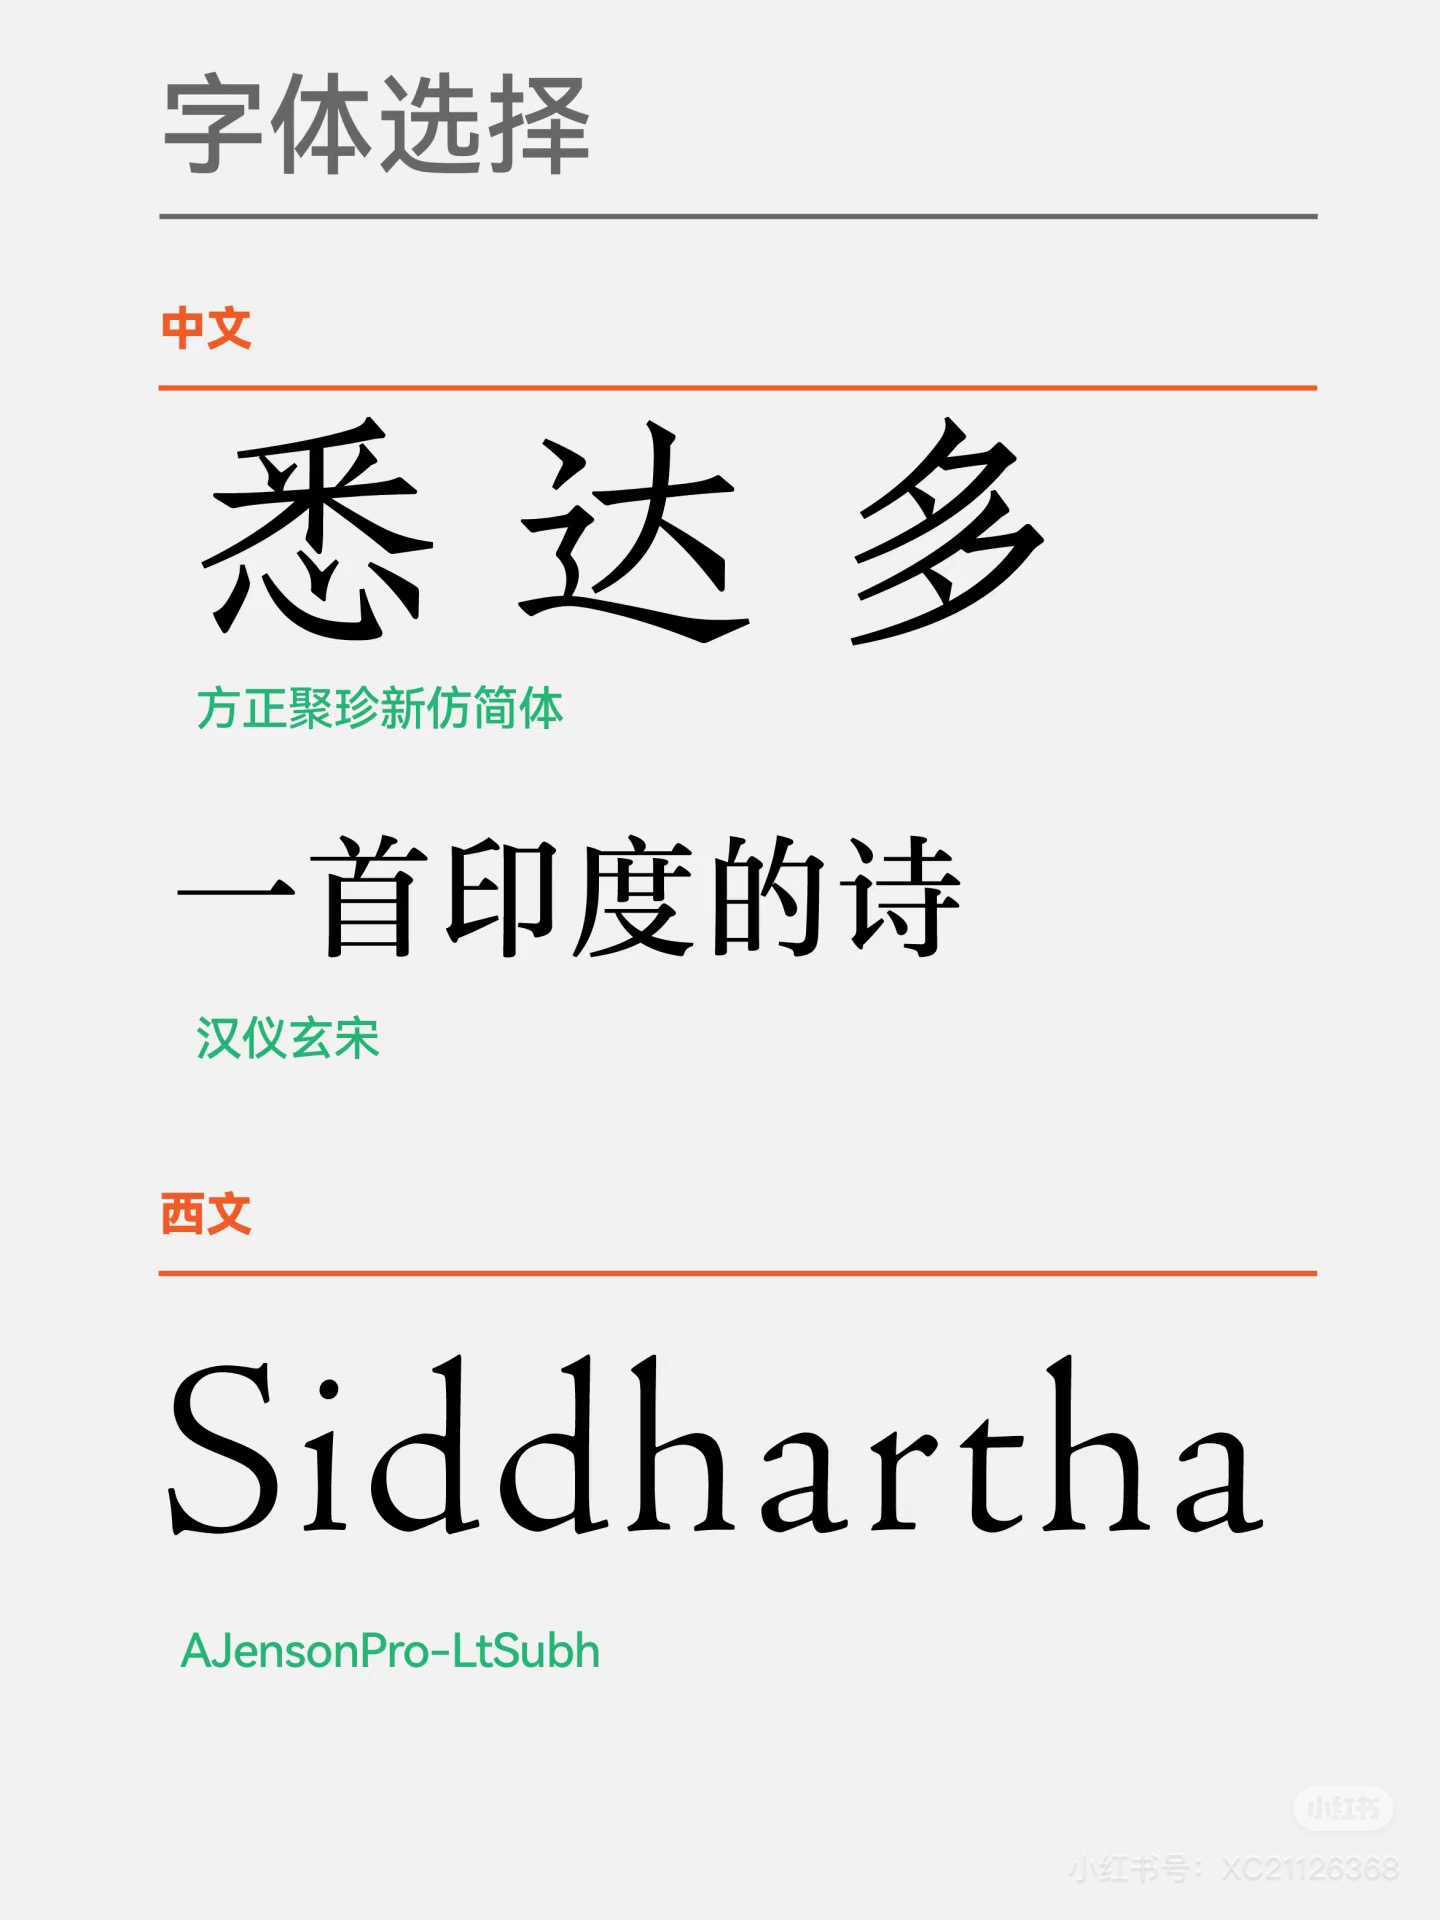 字体选择
中文
悉达多
方正聚珍新仿简体
一首印度的诗
汉仪玄宋
西文
Siddhartha
AJensonPro-LtSubh
小红书
小红书号：XC21126368